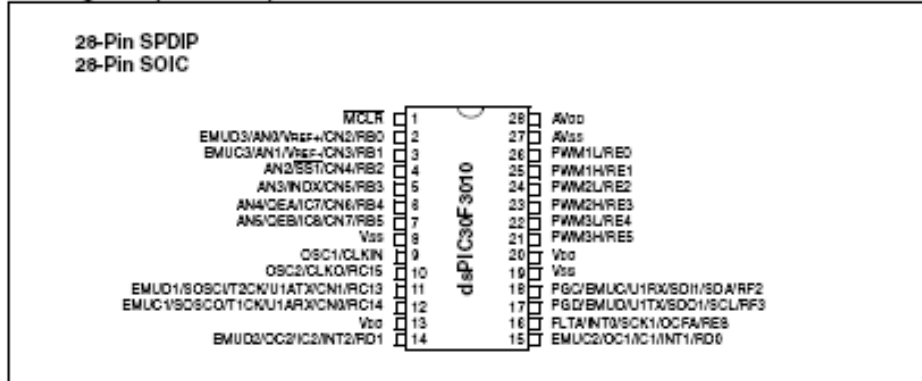 28-Pin SPDIP
28-Pin SOIC
MCLR 1 28 AVDD
EMUD3/AN0/VREF+/CN2/RB0 2 27 AVSS
EMUC3/AN1/VREF-/CN3/RB1 3 26 PWM1L/RE0
AN2/SS1/CN4/RB2 4 25 PWM1H/RE1
AN3/INDX/CN5/RB3 5 24 PWM2L/RE2
AN4/QEA/IC7/CN6/RB4 6 23 PWM2H/RE3
AN5/QEB/IC8/CN7/RB5 7 22 PWM3L/RE4
VSS 8 21 PWM3H/RE5
OSC1/CLKIN 9 20 VDD
OSC2/CLKO/RC15 10 19 VSS
EMUD1/SOSCI/T2CK/U1ATX/CN1/RC13 11 18 PGC/EMUC/U1RX/SDI1/SDA/RF2
EMUC1/SOSCO/T1CK/U1ARX/CN0/RC14 12 17 PGD/EMUD/U1TX/SDO1/SCL/RF3
VDD 13 16 FLTA/INT0/SCK1/OCFA/RE8
EMUD2/OC2/IC2/INT2/RD1 14 15 EMUC2/OC1/IC1/INT1/RD0
dsPIC30F3010